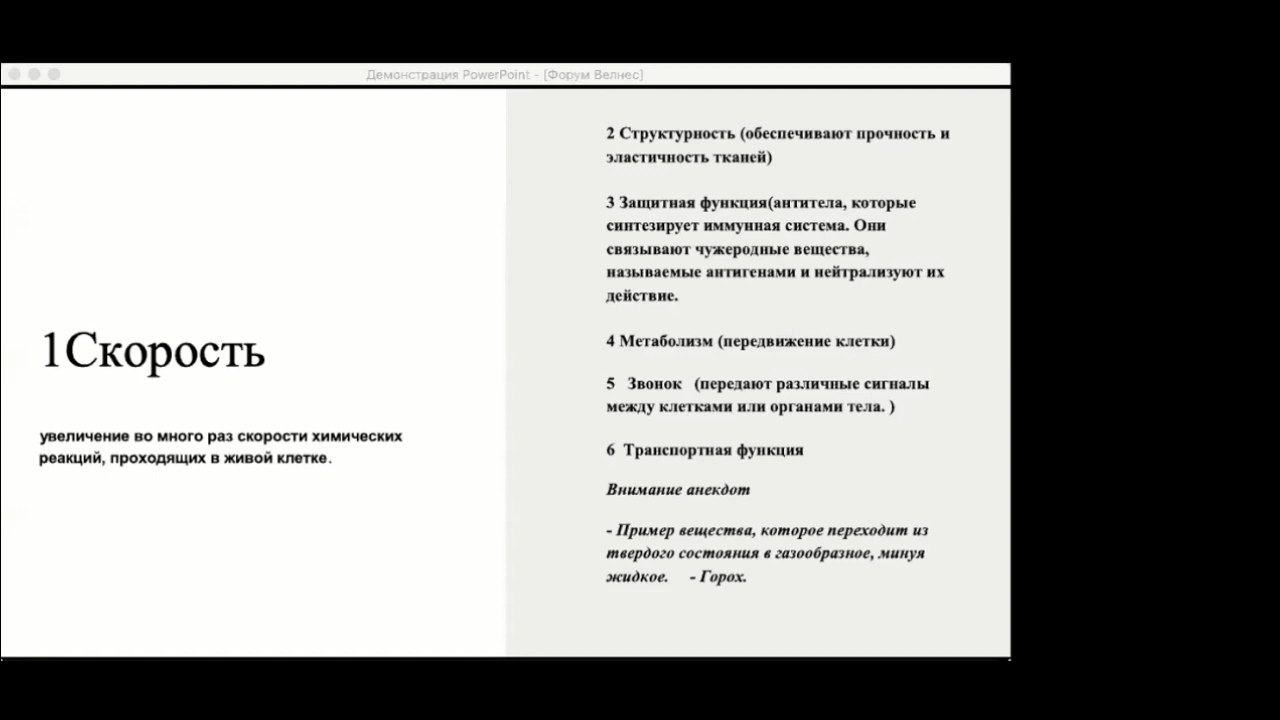 Демонстрация PowerPoint - [Форум Велнес]
1Скорость
увеличение во много раз скорости химических
реакций, проходящих в живой клетке.
2 Структурность (обеспечивают прочность и
эластичность тканей)
3 Защитная функция(антитела, которые
синтезирует иммунная система. Они
связывают чужеродные вещества,
называемые антигенами и нейтрализуют их
действие.
4 Метаболизм (передвижение клетки)
5 Звонок (передают различные сигналы
между клетками или органами тела. )
6 Транспортная функция
Внимание анекдот
- Пример вещества, которое переходит из
твердого состояния в газообразное, минуя
жидкое. - Горох.